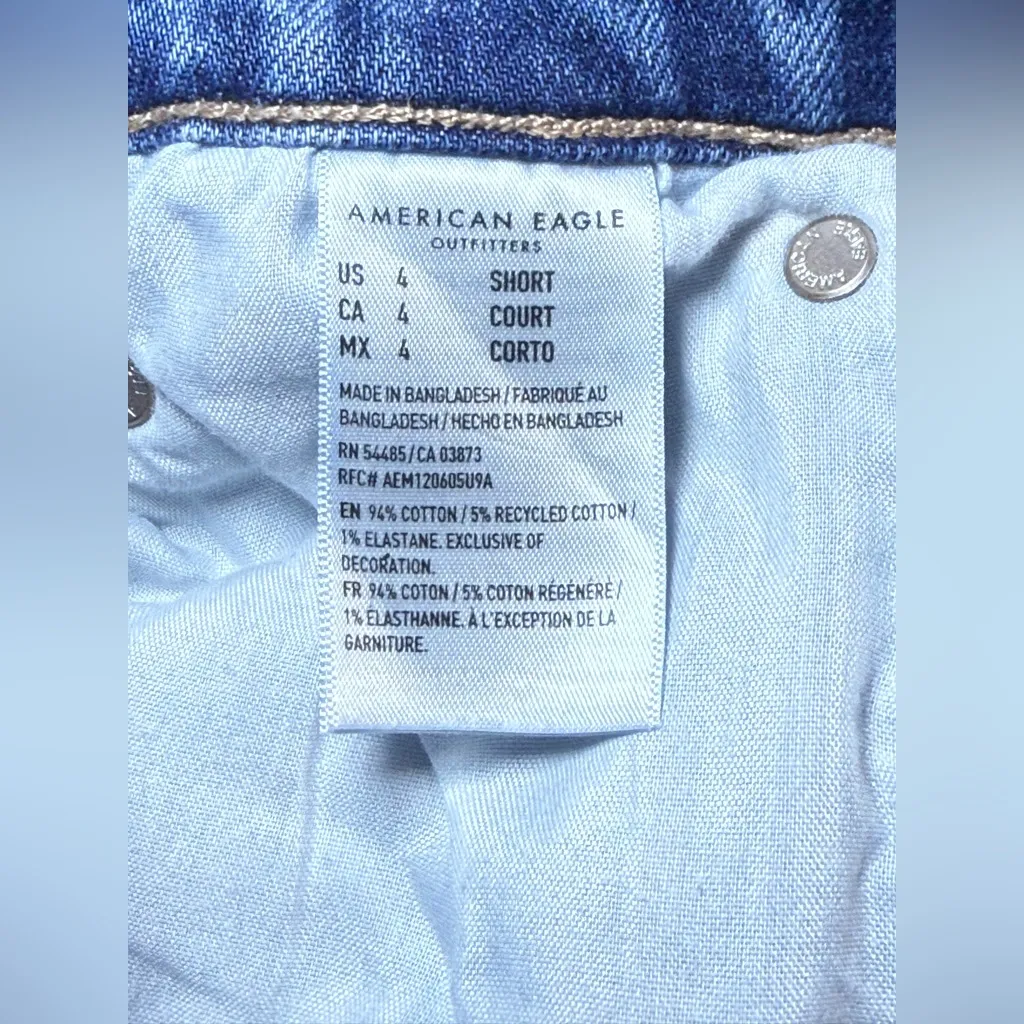 AMERICAN EAGLE
OUTFITTERS
US 4 SHORT
CA 4 COURT
MX 4 CORTO
MADE IN BANGLADESH / FABRIQUÉ AU
BANGLADESH / HECHO EN BANGLADESH
RN 54485 / CA 03873
RFC# AEM120605U9A
EN 94% COTTON / 5% RECYCLED COTTON /
1% ELASTANE. EXCLUSIVE OF
DECORATION.
FR 94% COTON / 5% COTON RÉGÉNÉRÉ /
1% ELASTHANNE. À L'EXCEPTION DE LA
GARNITURE.
AMERICAN EAGLE